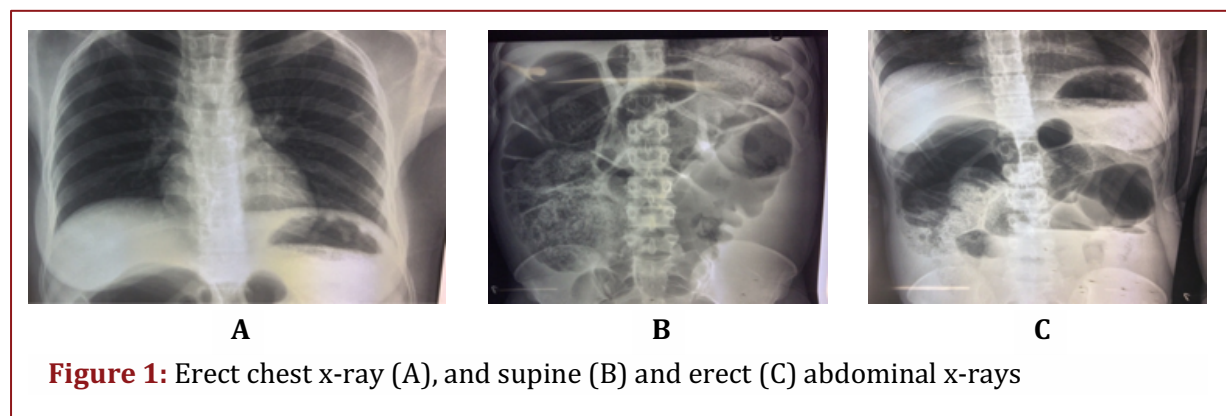 A B C
Figure 1: Erect chest x-ray (A), and supine (B) and erect (C) abdominal x-rays